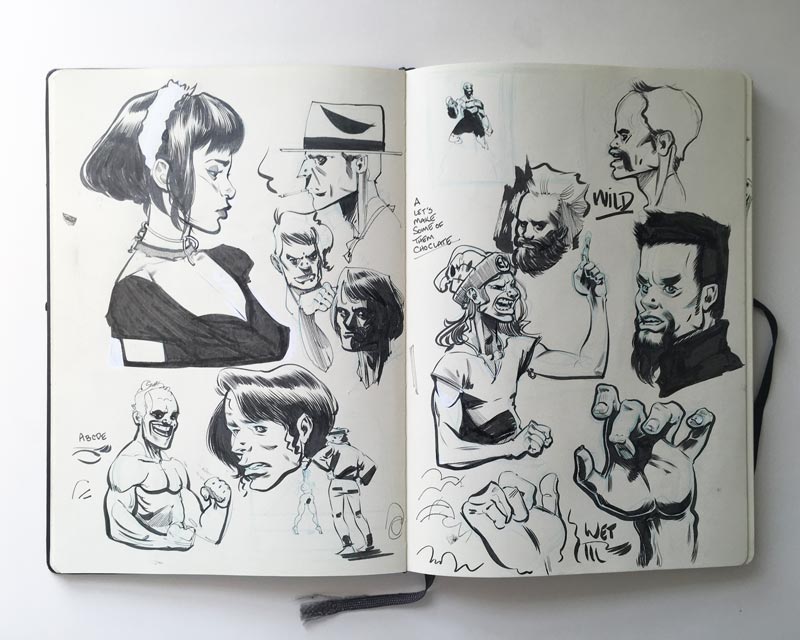 ABCDE
A
LET'S
MAKE
SOME OF
THEM
CHOCLATE...
WILD
WET